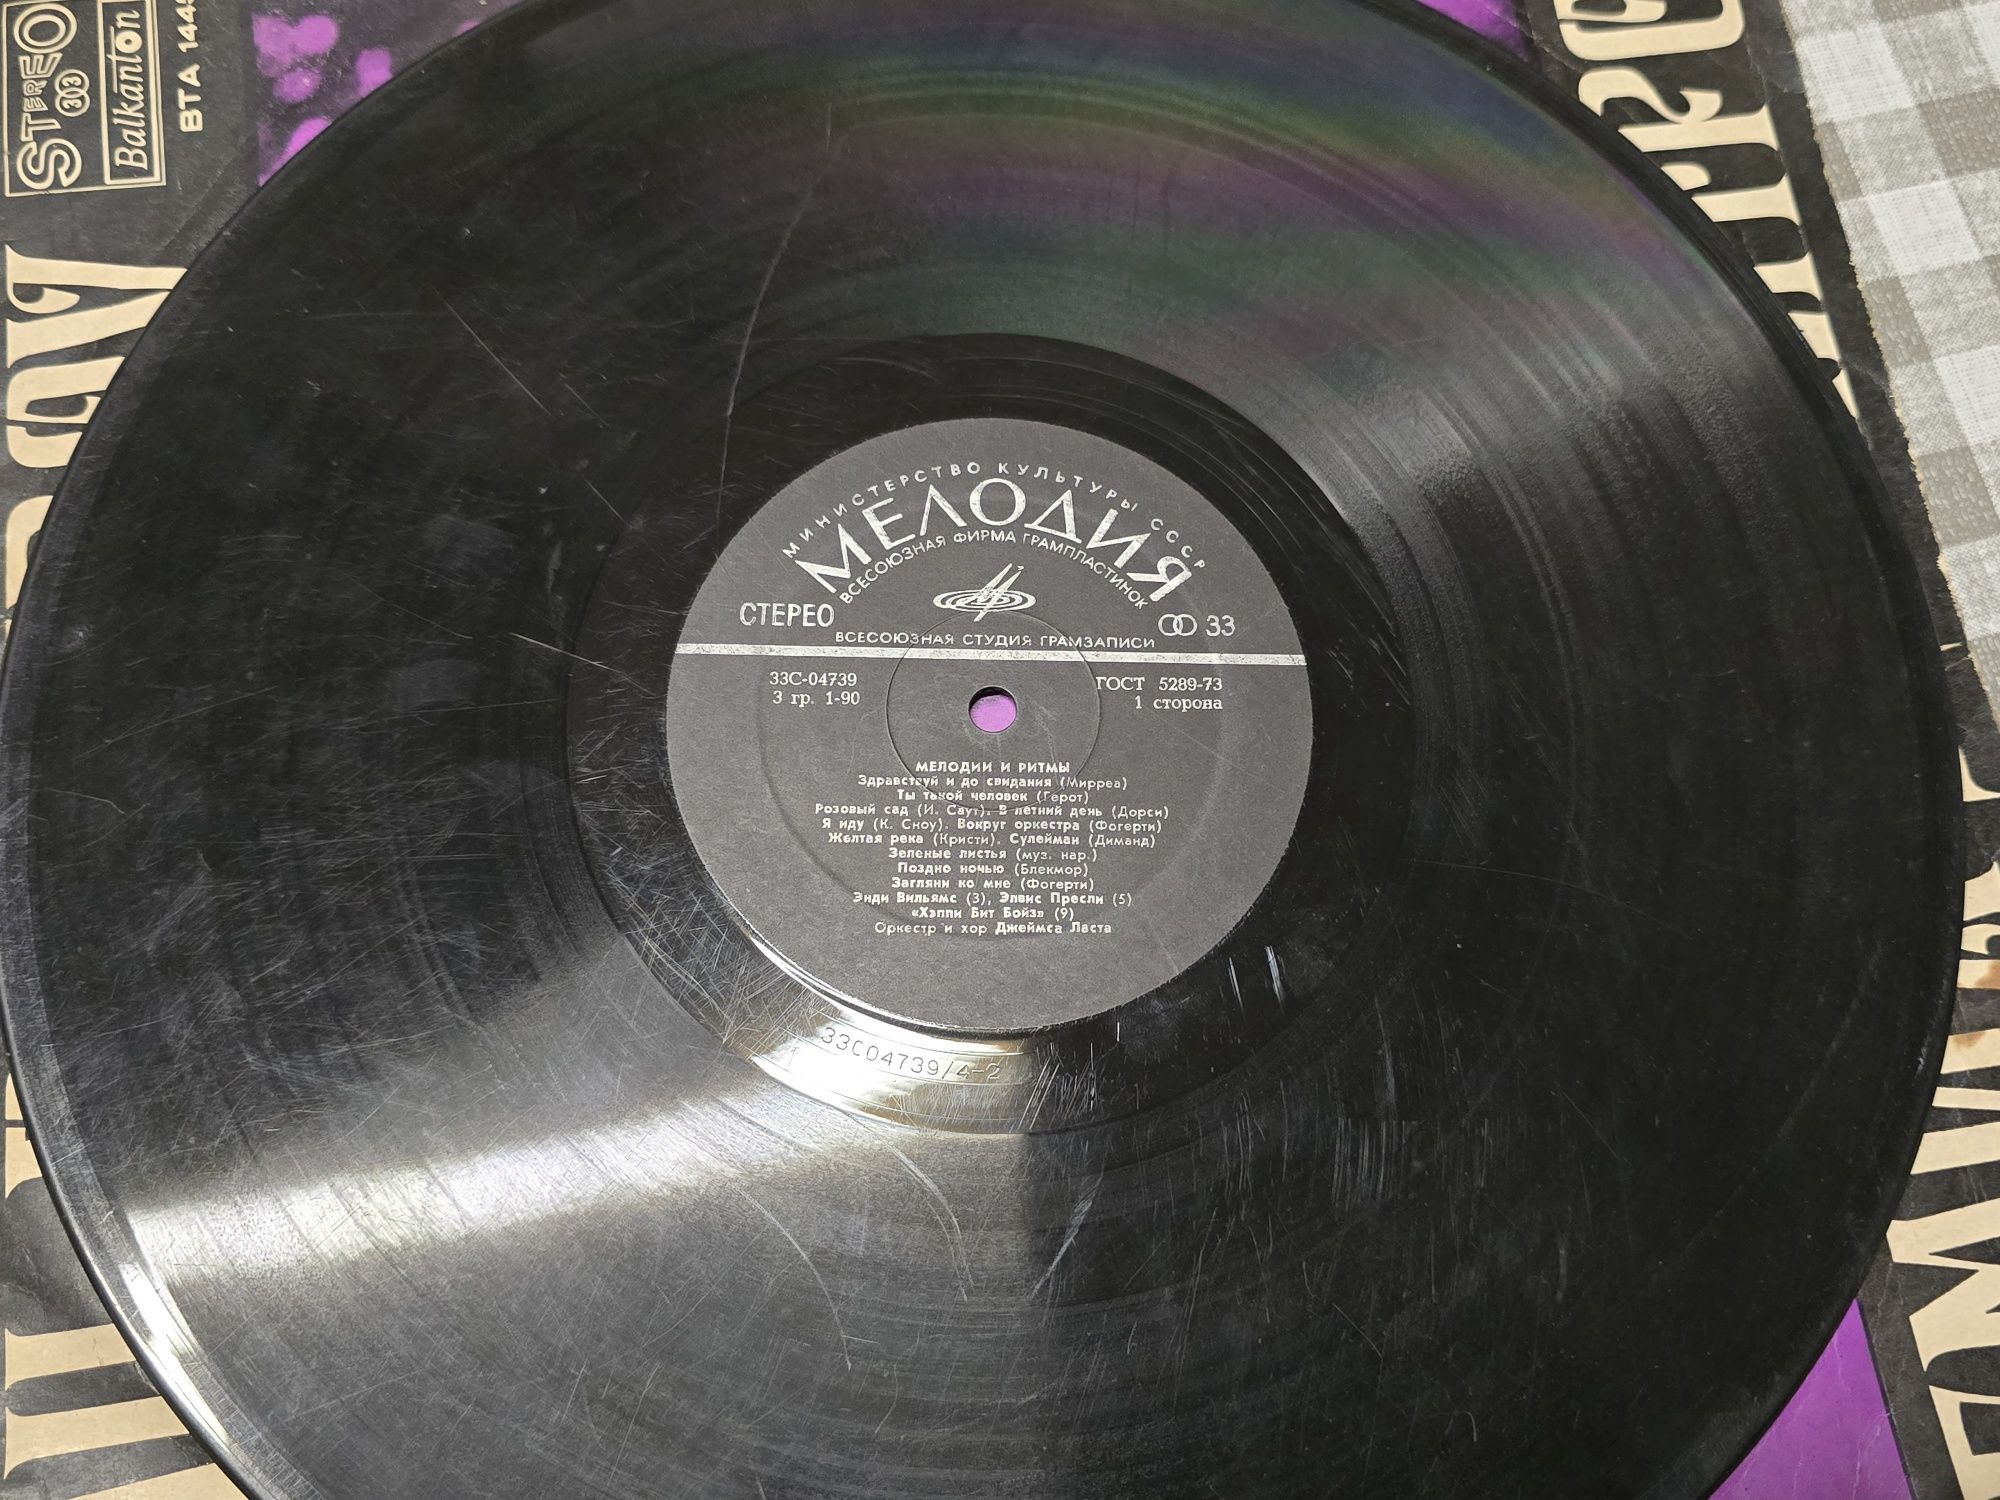 STEREO
303
Balkanton
BTA 144
МИНИСТЕРСТВО КУЛЬТУРЫ СССР
МЕЛОДИЯ
ВСЕСОЮЗНАЯ ФИРМА ГРАМПЛАСТИНОК
СТЕРЕО
33
ВСЕСОЮЗНАЯ СТУДИЯ ГРАМЗАПИСИ
33С-04739 ГОСТ 5289-73
3 гр. 1-90 1 сторона
МЕЛОДИИ И РИТМЫ
Здравствуй и до свидания (Мирреа)
Ты такой человек (Герот)
Розовый сад (И. Саут). В летний день (Дорси)
Я иду (К. Сноу). Вокруг оркестра (Фогерти)
Желтая река (Кристи). Сулейман (Диманд)
Зеленые листья (муз. нар.)
Поздно ночью (Блекмор)
Загляни ко мне (Фогерти)
Энди Вильямс (3), Элвис Пресли (5)
«Хэппи Бит Бойз» (9)
Оркестр и хор Джеймса Ласта
33С04739/4-2